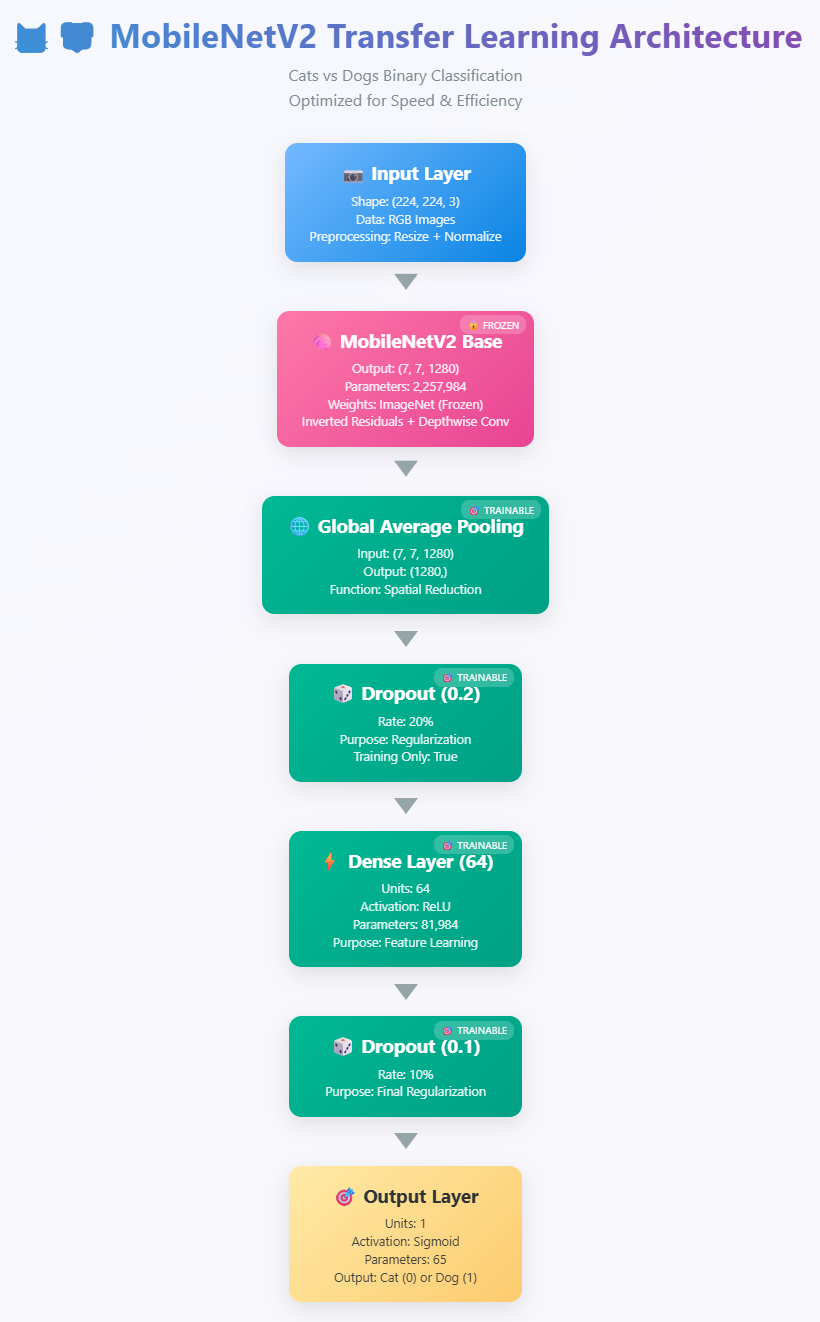 MobileNetV2 Transfer Learning Architecture
Cats vs Dogs Binary Classification
Optimized for Speed & Efficiency
Input Layer
Shape: (224, 224, 3)
Data: RGB Images
Preprocessing: Resize + Normalize
FROZEN
MobileNetV2 Base
Output: (7, 7, 1280)
Parameters: 2,257,984
Weights: ImageNet (Frozen)
Inverted Residuals + Depthwise Conv
TRAINABLE
Global Average Pooling
Input: (7, 7, 1280)
Output: (1280,)
Function: Spatial Reduction
TRAINABLE
Dropout (0.2)
Rate: 20%
Purpose: Regularization
Training Only: True
TRAINABLE
Dense Layer (64)
Units: 64
Activation: ReLU
Parameters: 81,984
Purpose: Feature Learning
TRAINABLE
Dropout (0.1)
Rate: 10%
Purpose: Final Regularization
Output Layer
Units: 1
Activation: Sigmoid
Parameters: 65
Output: Cat (0) or Dog (1)